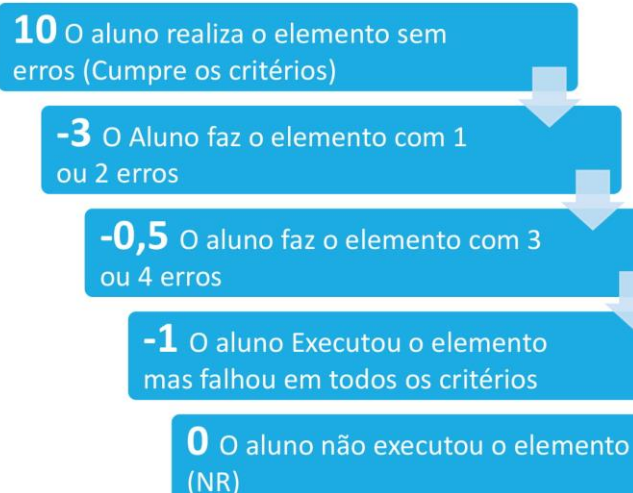 10 O aluno realiza o elemento sem
erros (Cumpre os critérios)
-3 O Aluno faz o elemento com 1
ou 2 erros
-0,5 O aluno faz o elemento com 3
ou 4 erros
-1 O aluno Executou o elemento
mas falhou em todos os critérios
0 O aluno não executou o elemento
(NR)